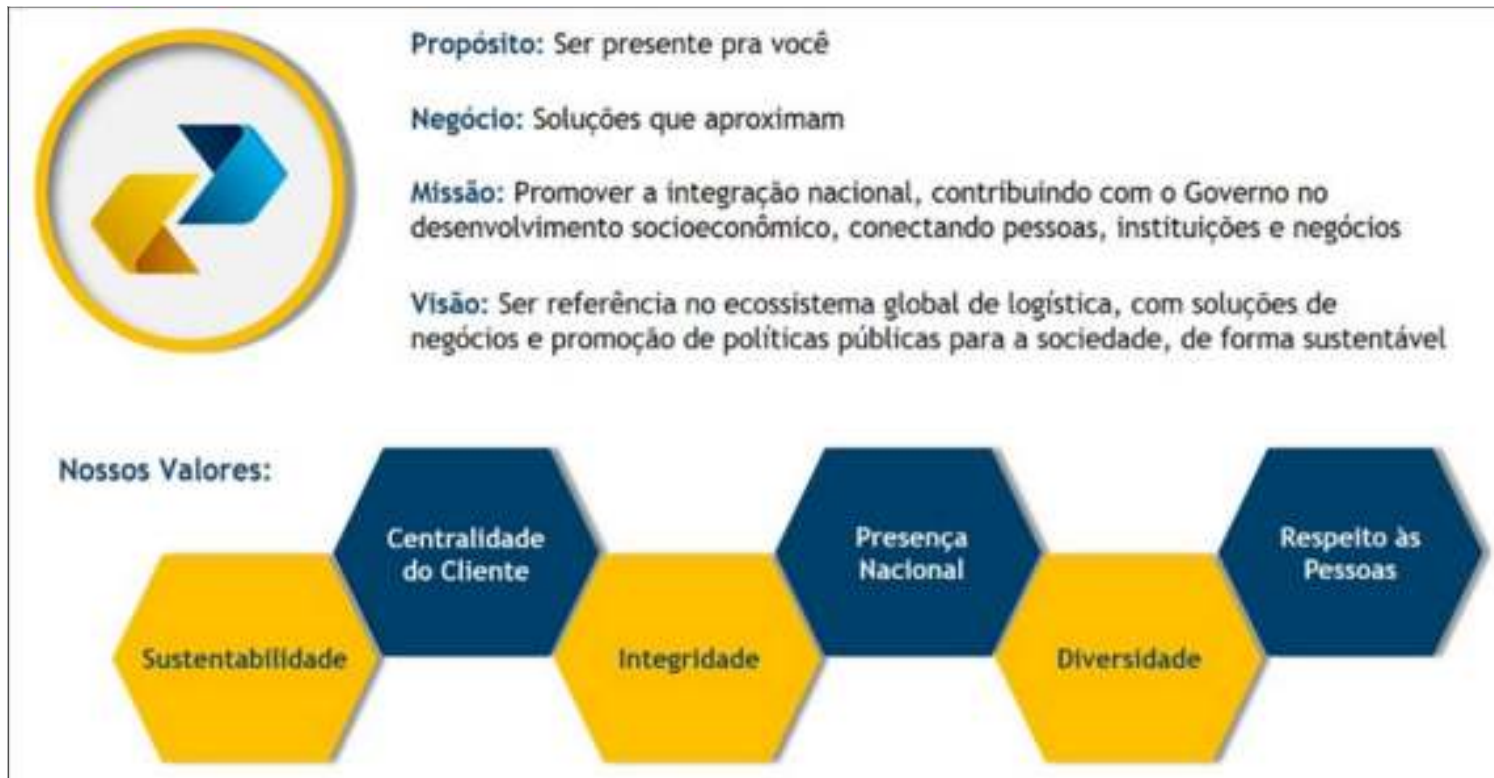 Propósito: Ser presente pra você
Negócio: Soluções que aproximam
Missão: Promover a integração nacional, contribuindo com o Governo no
desenvolvimento socioeconômico, conectando pessoas, instituições e negócios
Visão: Ser referência no ecossistema global de logística, com soluções de
negócios e promoção de políticas públicas para a sociedade, de forma sustentável
Nossos Valores:
Sustentabilidade
Centralidade
do Cliente
Integridade
Presença
Nacional
Diversidade
Respeito às
Pessoas